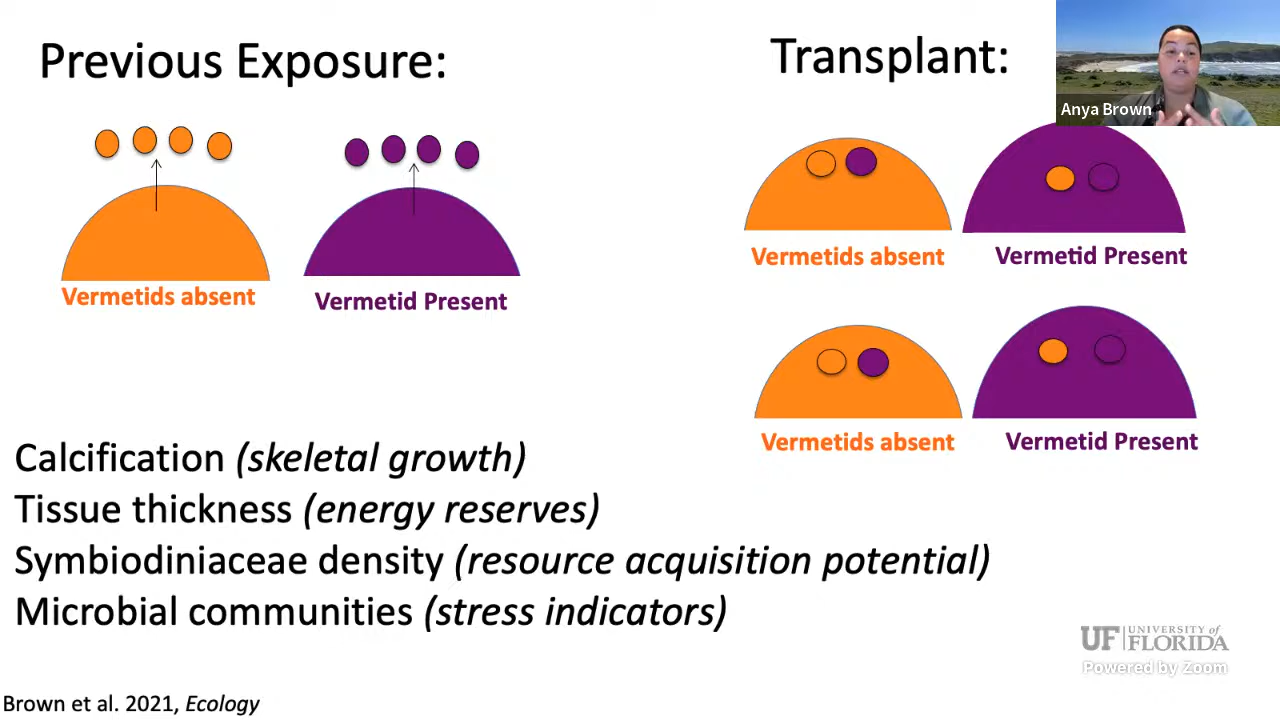 Previous Exposure:
Transplant:
Anya Brown
Vermetids absent
Vermetid Present
Vermetids absent
Vermetid Present
Vermetids absent
Vermetid Present
Calcification (skeletal growth)
Tissue thickness (energy reserves)
Symbiodiniaceae density (resource acquisition potential)
Microbial communities (stress indicators)
UF UNIVERSITY of
FLORIDA
Powered by Zoom
Brown et al. 2021, Ecology